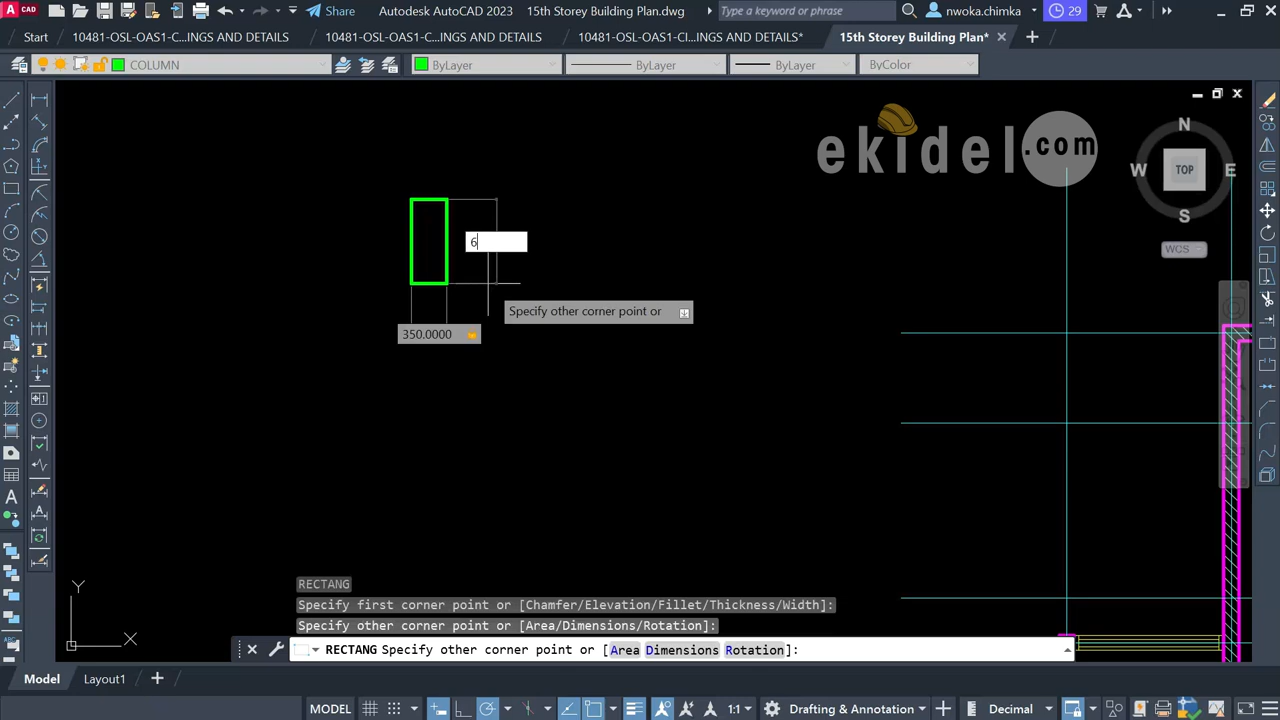 CAD
Share
Autodesk AutoCAD 2023
15th Storey Building Plan.dwg
Type a keyword or phrase
nwoka.chimka
29
Start
10481-OSL-OAS1-C...INGS AND DETAILS
10481-OSL-OAS1-C...INGS AND DETAILS
10481-OSL-OAS1-CI...INGS AND DETAILS*
15th Storey Building Plan*
COLUMN
ByLayer
ByLayer
ByLayer
ByColor
ekidel.com
N
W
TOP
E
S
WCS
6
Specify other corner point or
350.0000
RECTANG
Specify first corner point or [Chamfer/Elevation/Fillet/Thickness/Width]:
Specify other corner point or [Area/Dimensions/Rotation]:
RECTANG Specify other corner point or [Area Dimensions Rotation]:
Y
X
Model
Layout1
MODEL
1:1
Drafting & Annotation
Decimal